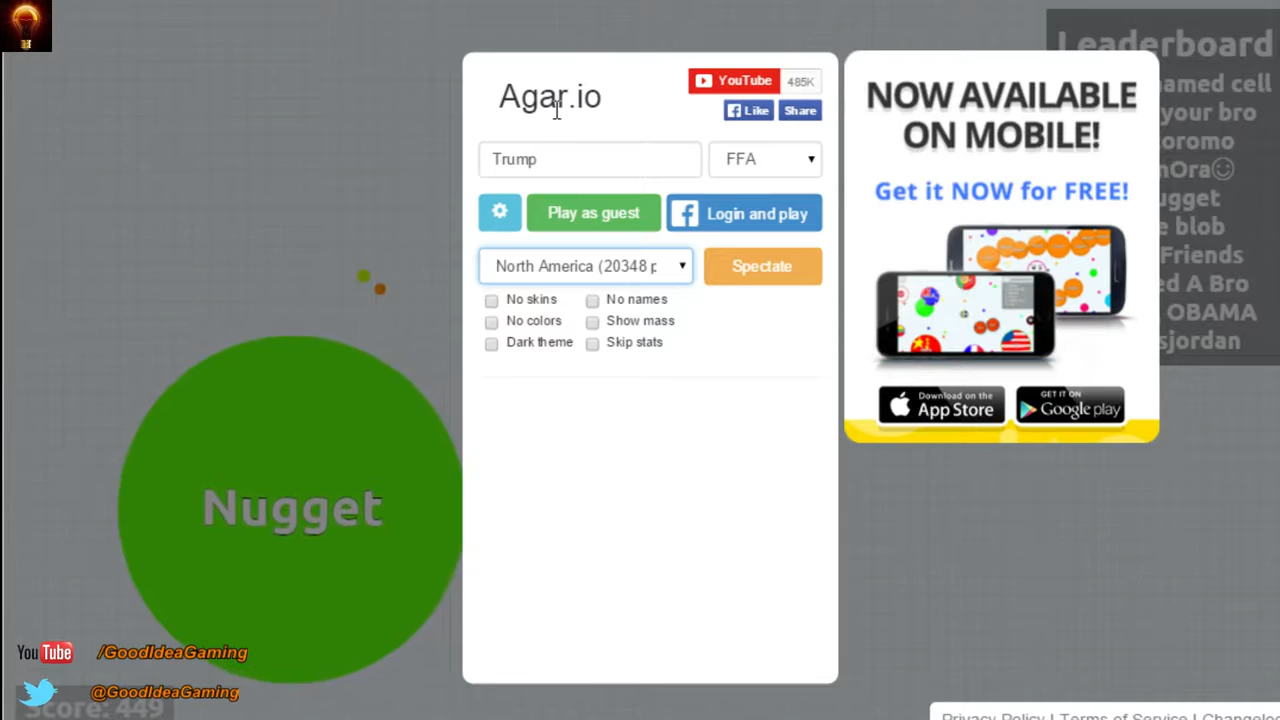 Leaderboard
amed cell
your bro
oromo
nOra☺
ugget
e blob
Friends
ed A Bro
OBAMA
sjordan
Agar.io
YouTube 485K
Like Share
Trump FFA
Play as guest Login and play
North America (20348 p Spectate
No skins No names
No colors Show mass
Dark theme Skip stats
NOW AVAILABLE
ON MOBILE!
Get it NOW for FREE!
Download on the
App Store
GET IT ON
Google play
Nugget
YouTube /GoodIdeaGaming
@GoodIdeaGaming
Score: 449
Privacy Policy | Terms of Service | Changelo